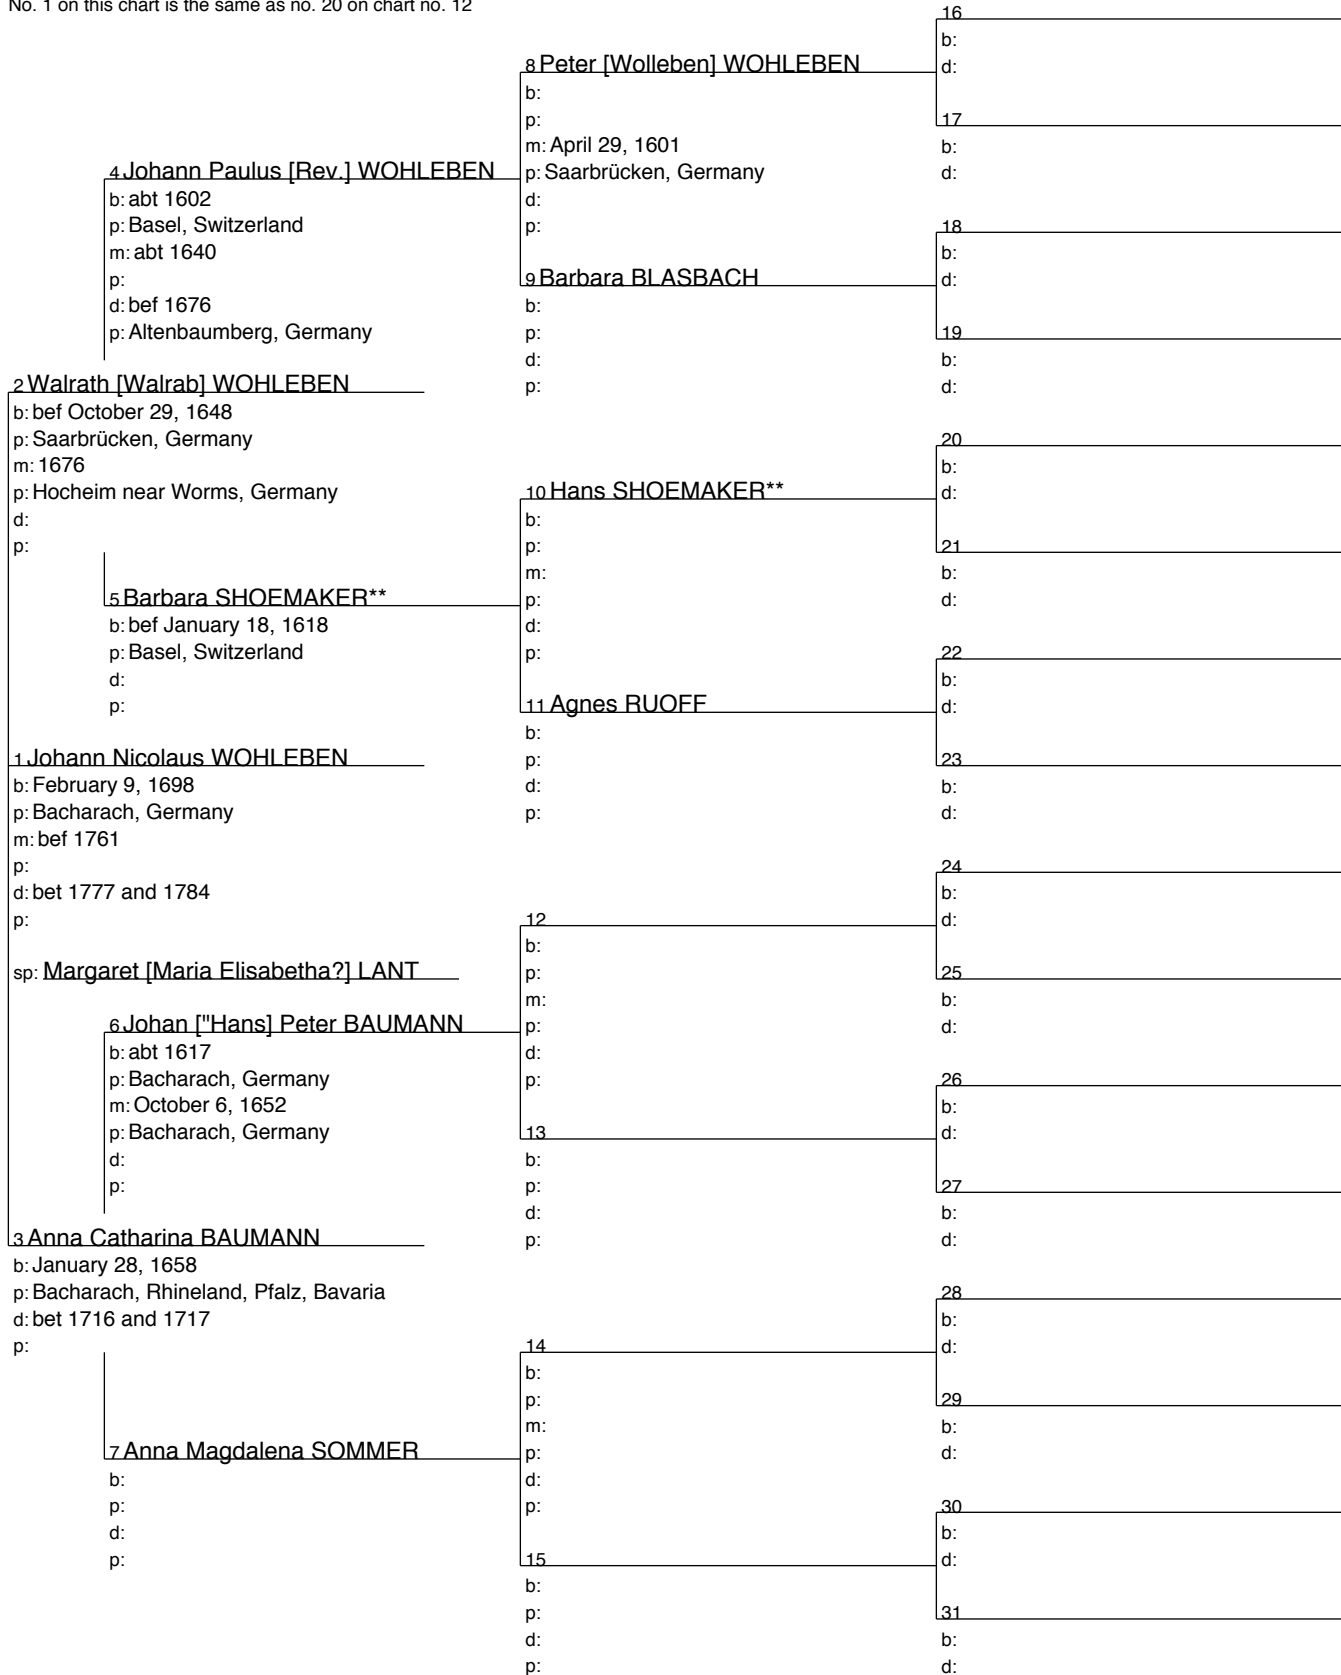 No. 1 on this chart is the same as no. 20 on chart no. 12
16
b:
d:
8 Peter [Wolleben] WOHLEBEN
b:
p:
m: April 29, 1601
p: Saarbrücken, Germany
d:
p:
17
b:
d:
4 Johann Paulus [Rev.] WOHLEBEN
b: abt 1602
p: Basel, Switzerland
m: abt 1640
p:
d: bef 1676
p: Altenbaumberg, Germany
18
b:
d:
9 Barbara BLASBACH
b:
p:
d:
p:
19
b:
d:
2 Walrath [Walrab] WOHLEBEN
b: bef October 29, 1648
p: Saarbrücken, Germany
m: 1676
p: Hocheim near Worms, Germany
d:
p:
20
b:
d:
10 Hans SHOEMAKER**
b:
p:
m:
p:
d:
p:
21
b:
d:
5 Barbara SHOEMAKER**
b: bef January 18, 1618
p: Basel, Switzerland
d:
p:
22
b:
d:
11 Agnes RUOFF
b:
p:
d:
p:
23
b:
d:
1 Johann Nicolaus WOHLEBEN
b: February 9, 1698
p: Bacharach, Germany
m: bef 1761
p:
d: bet 1777 and 1784
p:
sp: Margaret [Maria Elisabetha?] LANT
24
b:
d:
12
b:
p:
m:
p:
d:
p:
25
b:
d:
6 Johan ["Hans] Peter BAUMANN
b: abt 1617
p: Bacharach, Germany
m: October 6, 1652
p: Bacharach, Germany
d:
p:
26
b:
d:
13
b:
p:
d:
p:
27
b:
d:
3 Anna Catharina BAUMANN
b: January 28, 1658
p: Bacharach, Rhineland, Pfalz, Bavaria
d: bet 1716 and 1717
p:
28
b:
d:
14
b:
p:
m:
p:
d:
p:
29
b:
d:
7 Anna Magdalena SOMMER
b:
p:
d:
p:
30
b:
d:
15
b:
p:
d:
p:
31
b:
d: